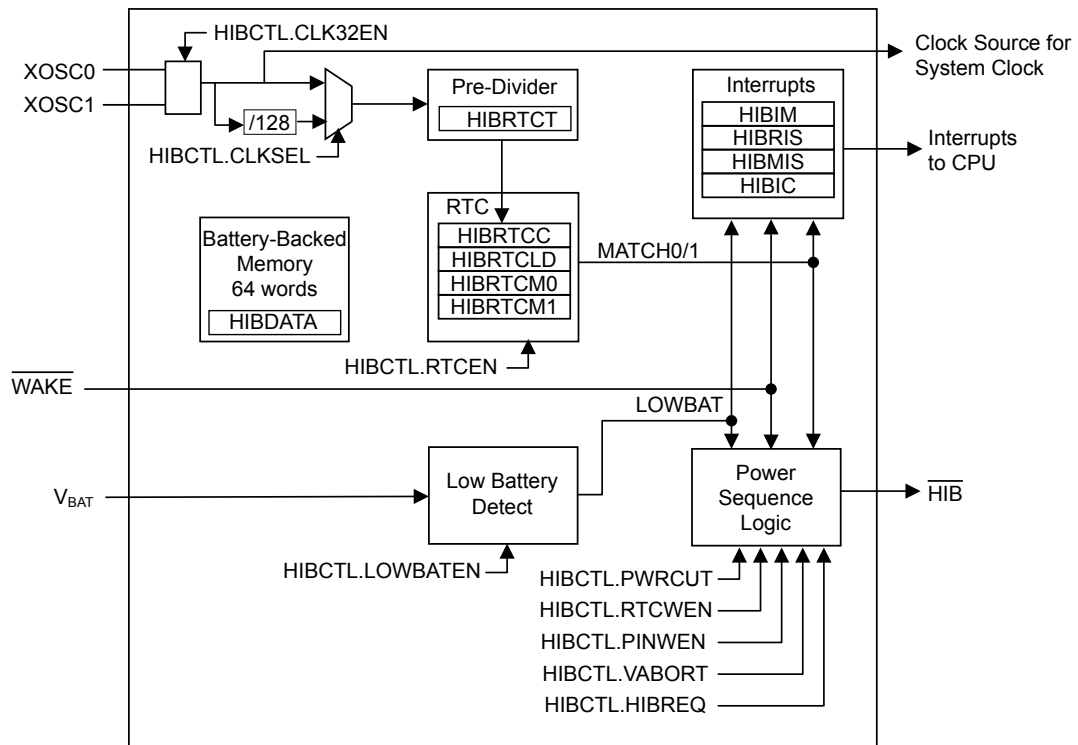 HIBCTL.CLK32EN
XOSC0
XOSC1
/128
HIBCTL.CLKSEL
Pre-Divider
HIBRTCT
Interrupts
HIBIM
HIBRIS
HIBMIS
HIBIC
Clock Source for
System Clock
Interrupts
to CPU
Battery-Backed
Memory
64 words
HIBDATA
RTC
HIBRTCC
HIBRTCLD
HIBRTCM0
HIBRTCM1
MATCH0/1
HIBCTL.RTCEN
WAKE
LOWBAT
VBAT
Low Battery
Detect
HIBCTL.LOWBATEN
Power
Sequence
Logic
HIB
HIBCTL.PWRCUT
HIBCTL.RTCWEN
HIBCTL.PINWEN
HIBCTL.VABORT
HIBCTL.HIBREQ